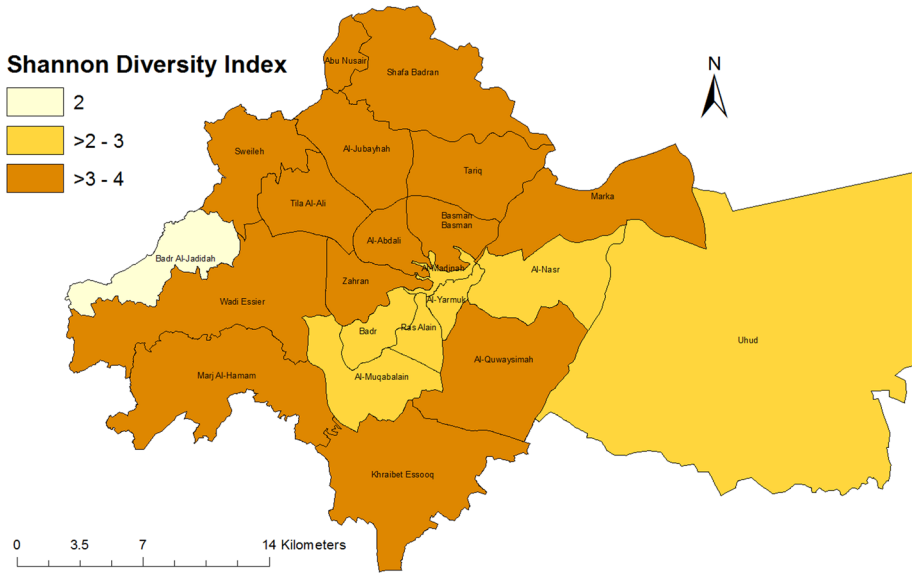 Shannon Diversity Index
2
>2 - 3
>3 - 4
N
Abu Nusair
Shafa Badran
Sweileh
Al-Jubayhah
Tariq
Tila Al-Ali
Marka
Basman
Basman
Al-Abdali
Badr Al-Jadidah
Al-Madinah
Al-Nasr
Zahran
Wadi Essier
Al-Yarmuk
Badr
Ras Alain
Uhud
Al-Quwaysimah
Marj Al-Hamam
Al-Muqabalain
Khraibet Essooq
0 3.5 7 14 Kilometers